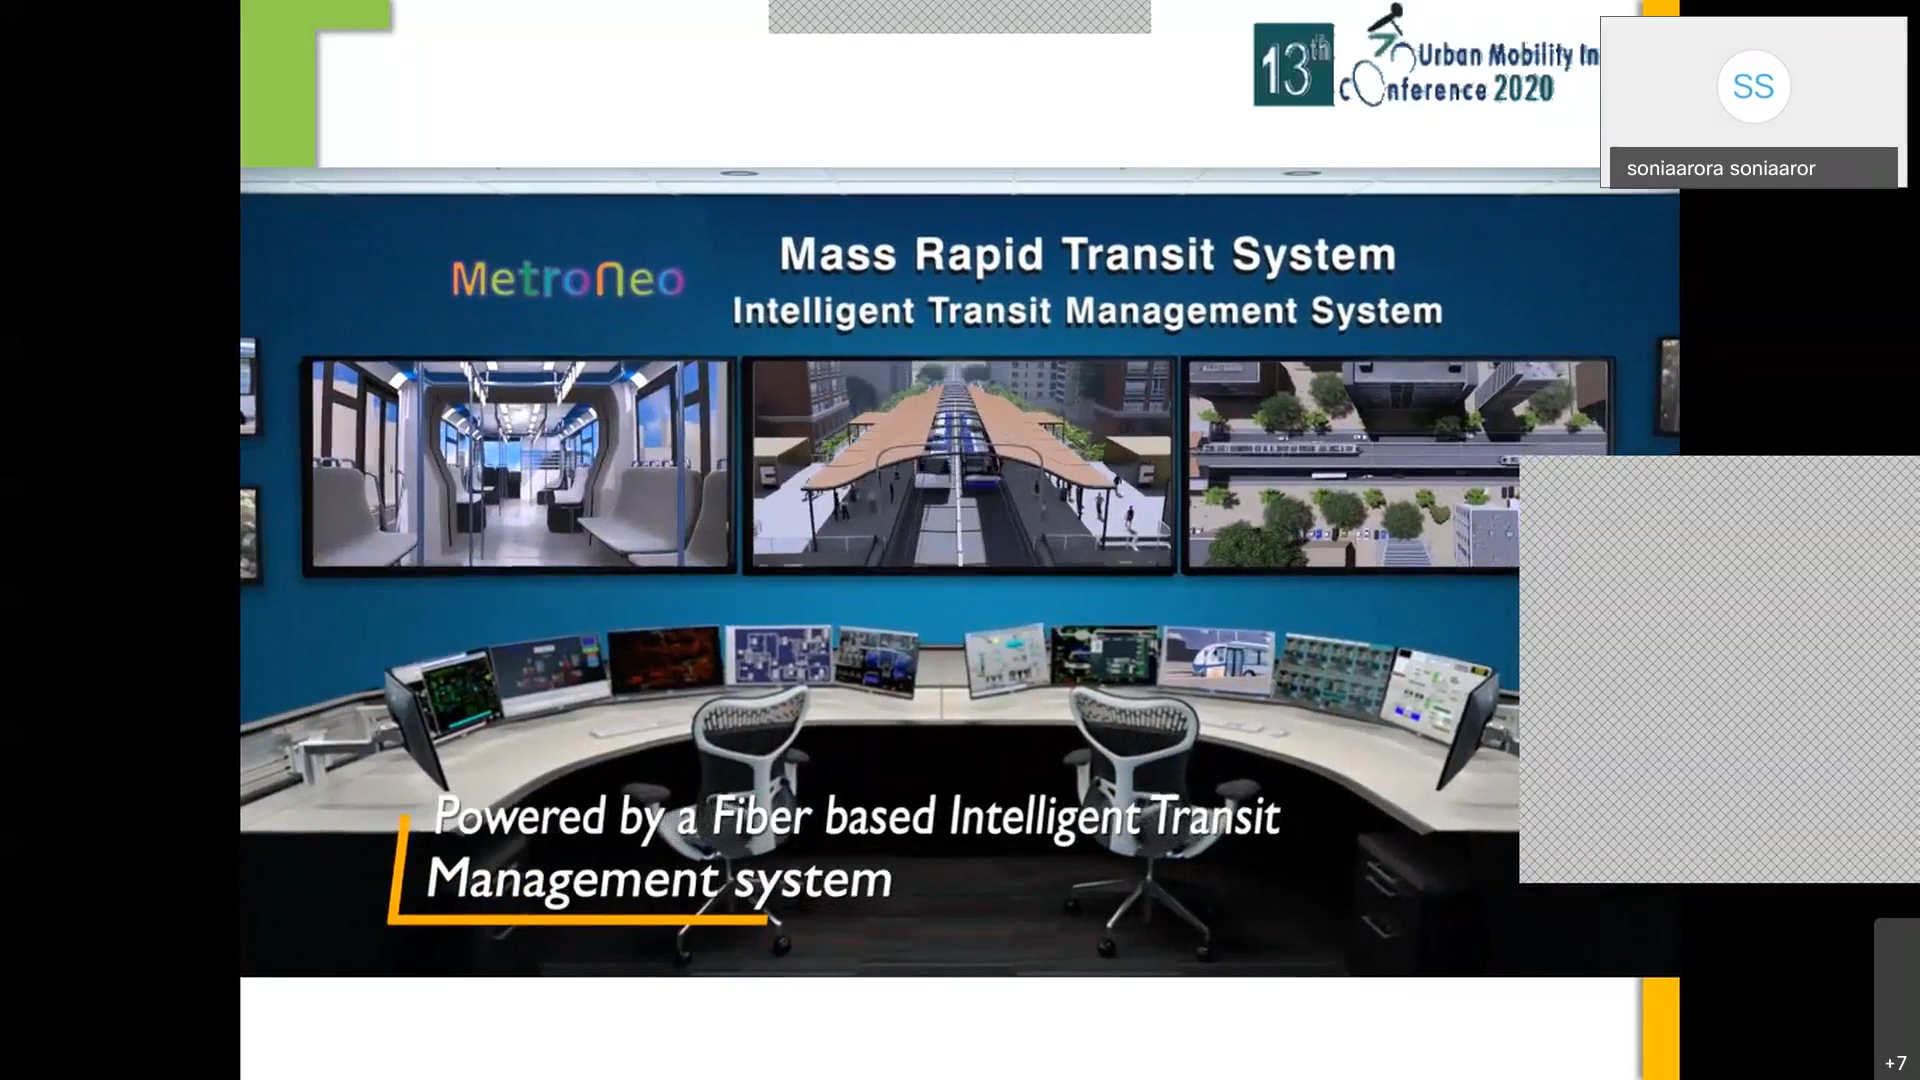 13th
Urban Mobility In
Conference 2020
SS
soniaarora soniaaror
MetroNeo
Mass Rapid Transit System
Intelligent Transit Management System
Powered by a Fiber based Intelligent Transit
Management system
+7